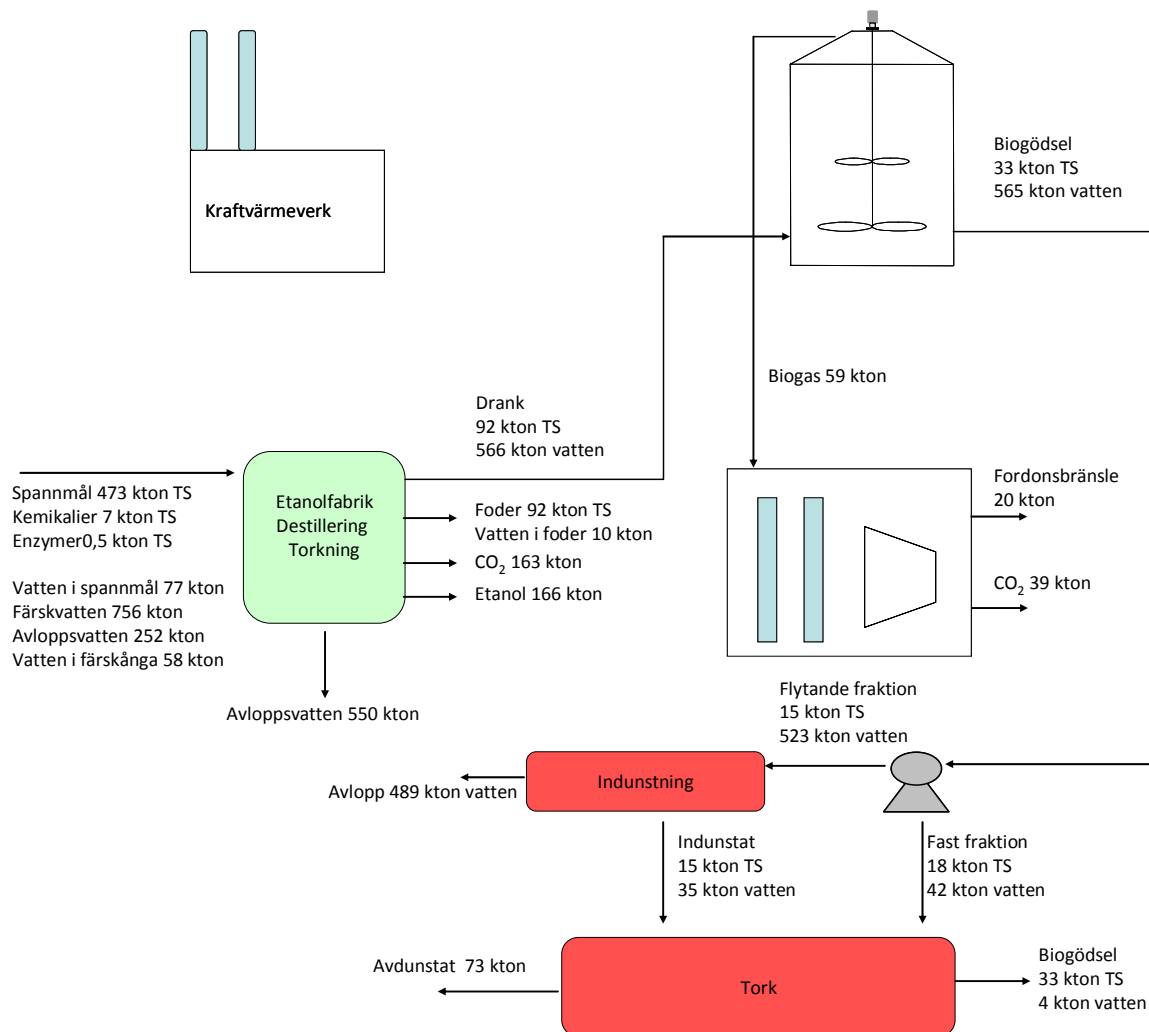 Kraftvärmeverk
Biogödsel
33 kton TS
565 kton vatten
Biogas 59 kton
Drank
92 kton TS
566 kton vatten
Spannmål 473 kton TS
Kemikalier 7 kton TS
Enzymer0,5 kton TS
Vatten i spannmål 77 kton
Färskvatten 756 kton
Avloppsvatten 252 kton
Vatten i färskånga 58 kton
Etanolfabrik
Destillering
Torkning
Foder 92 kton TS
Vatten i foder 10 kton
CO2 163 kton
Etanol 166 kton
Avloppsvatten 550 kton
Fordonsbränsle
20 kton
CO2 39 kton
Flytande fraktion
15 kton TS
523 kton vatten
Indunstning
Avlopp 489 kton vatten
Indunstat
15 kton TS
35 kton vatten
Fast fraktion
18 kton TS
42 kton vatten
Avdunstat 73 kton
Tork
Biogödsel
33 kton TS
4 kton vatten